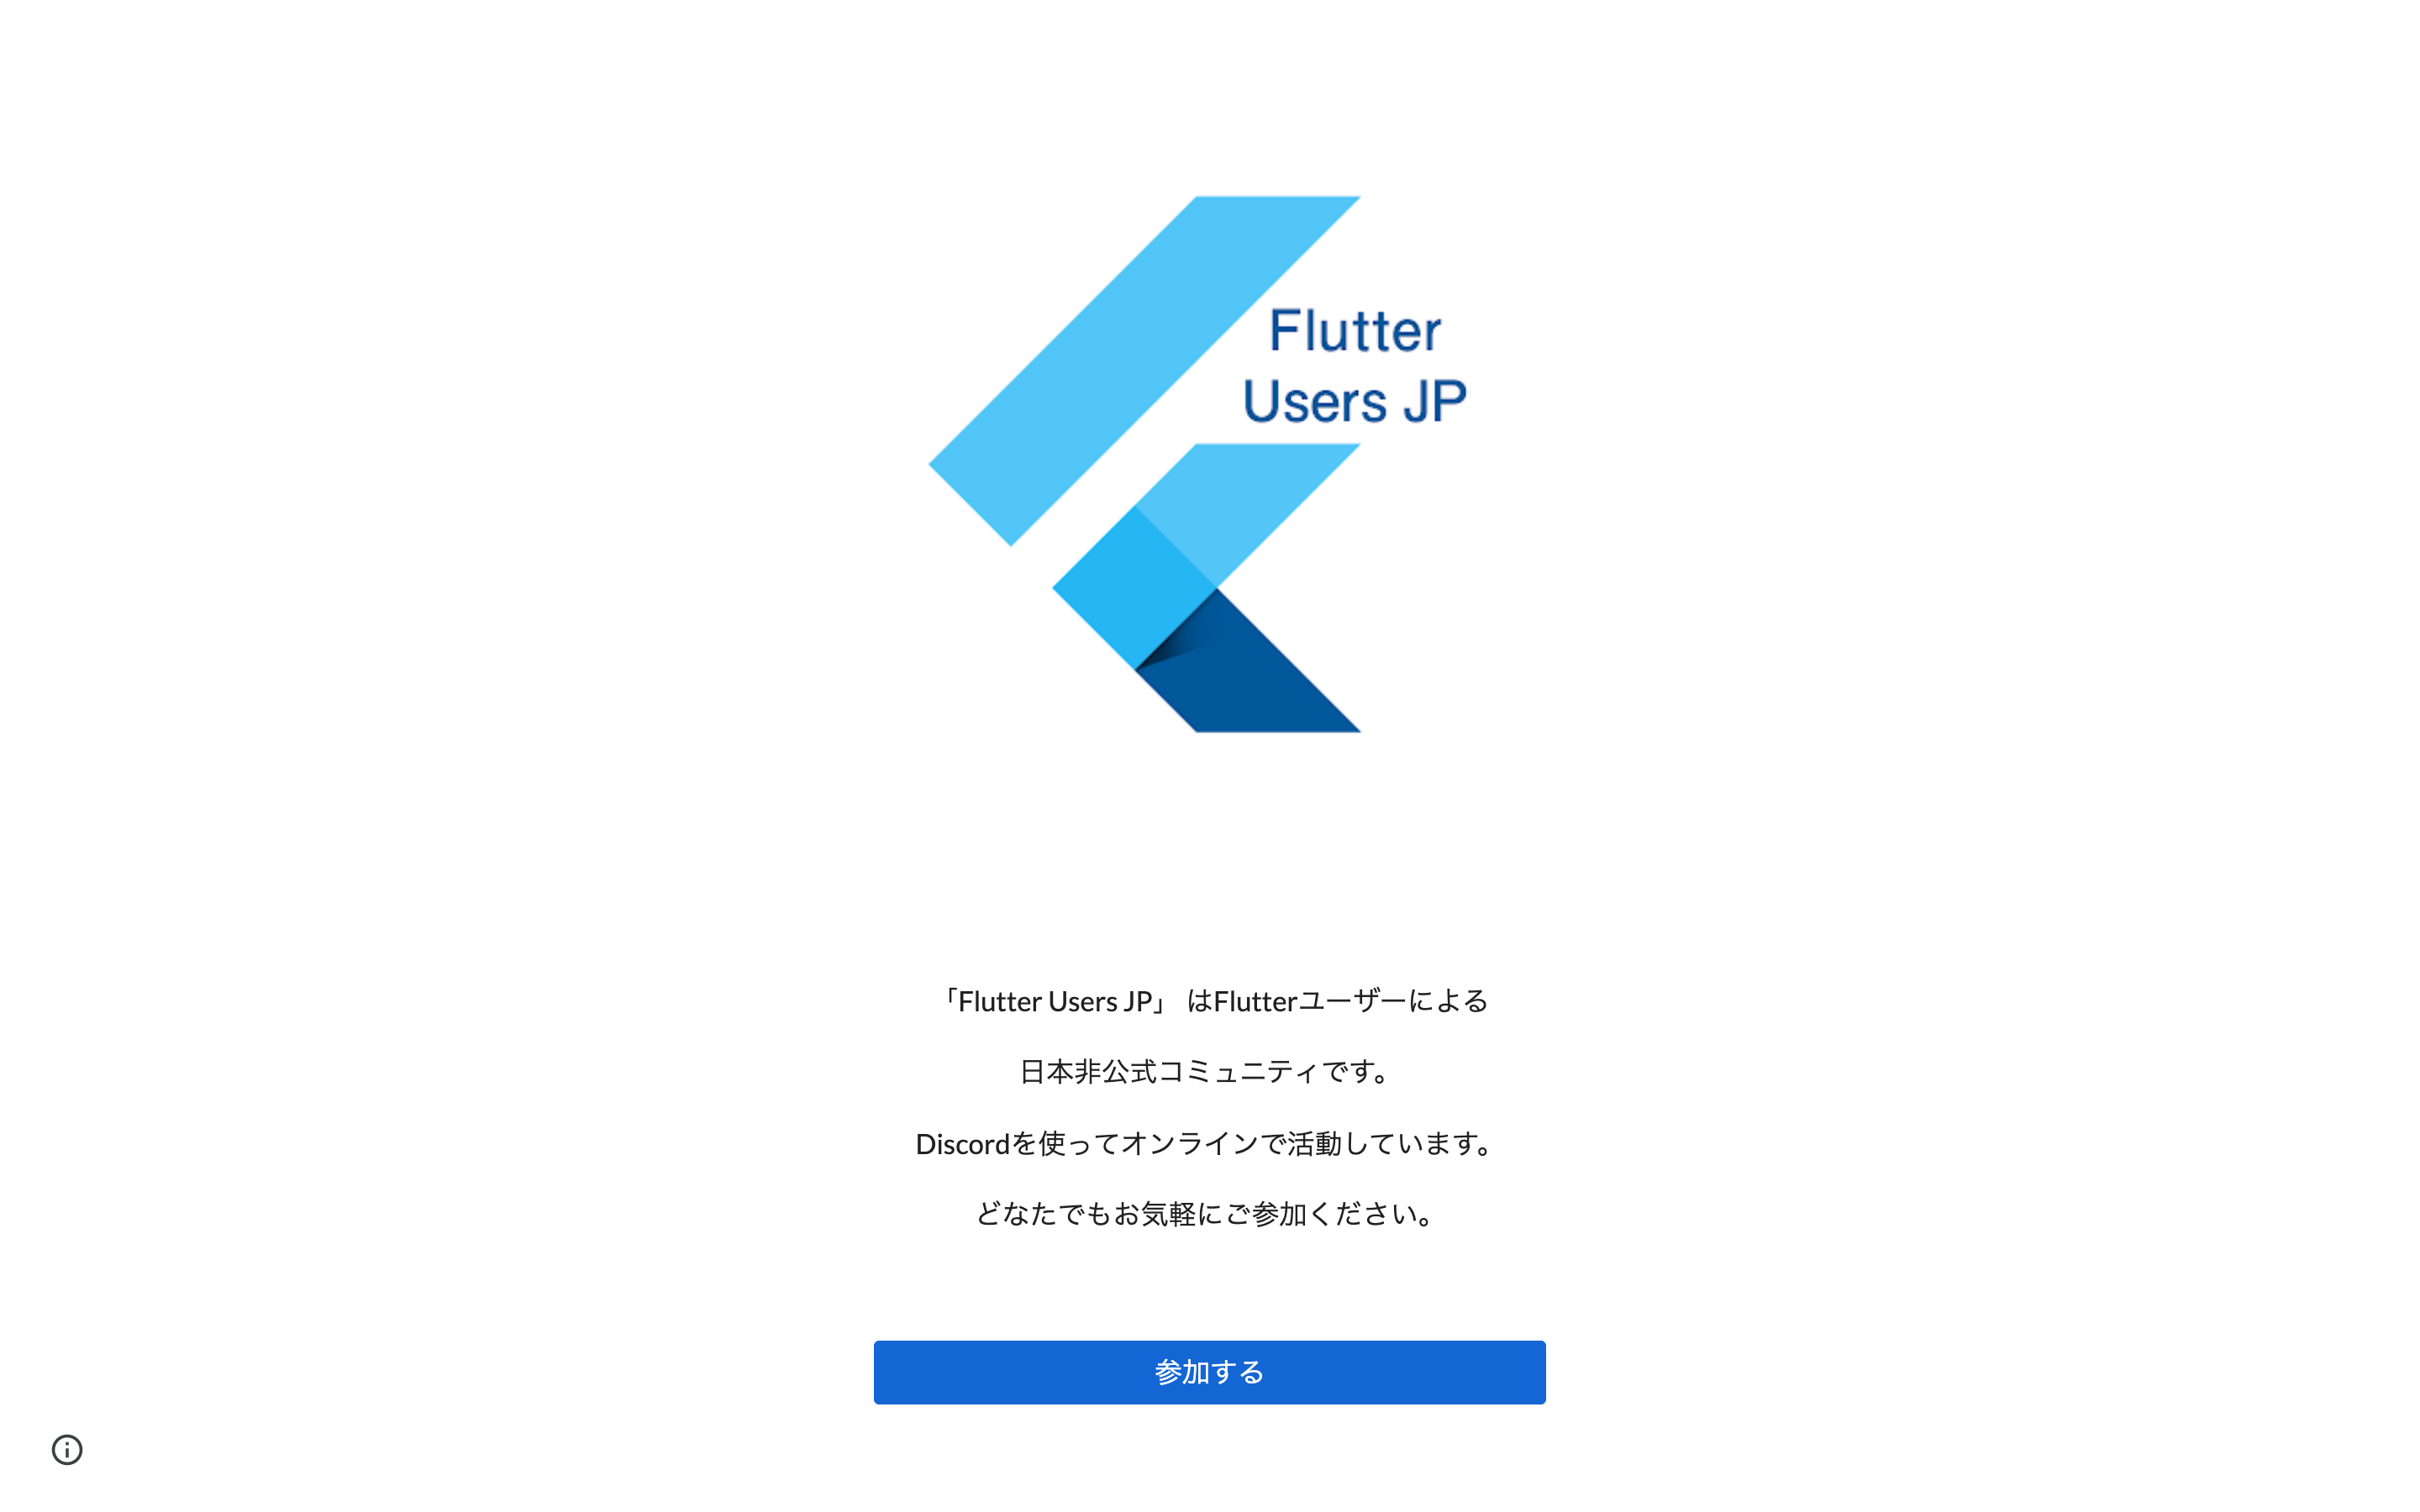 Flutter
Users JP
「Flutter Users JP」 はFlutterユーザーによる
日本非公式コミュニティです。
Discordを使ってオンラインで活動しています。
どなたでもお気軽にご参加ください。
参加する